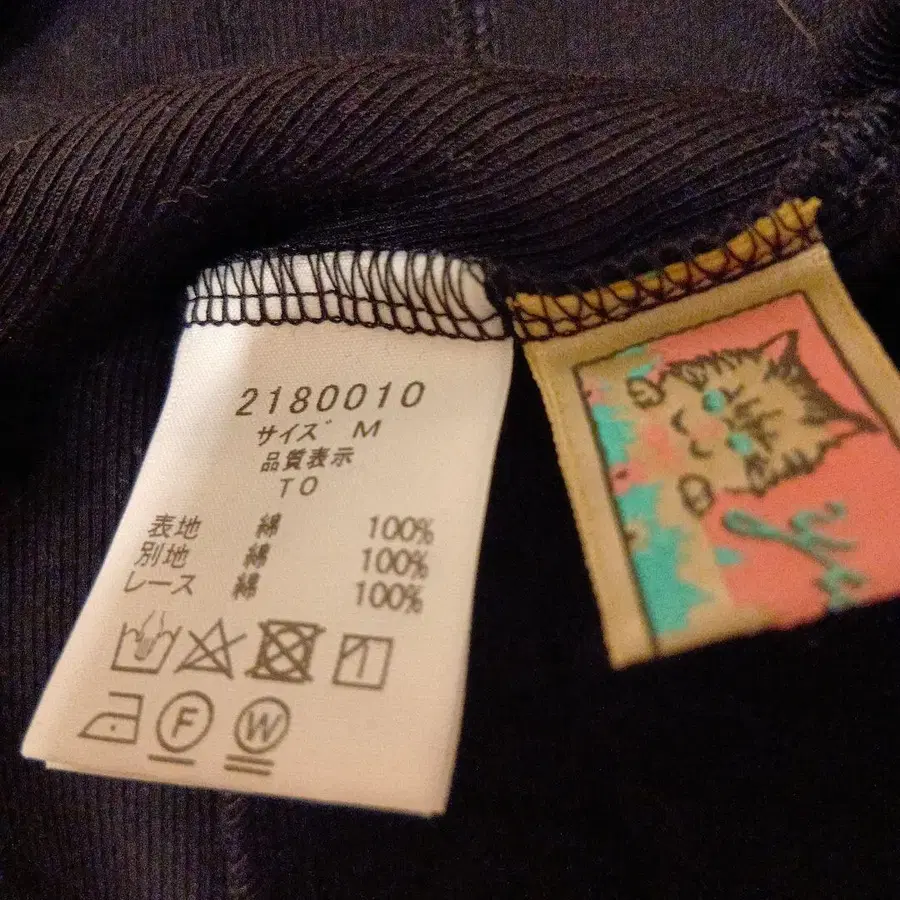 2180010
サイズ M
品質表示
TO
表地 綿 100%
別地 綿 100%
レース 綿 100%
F W